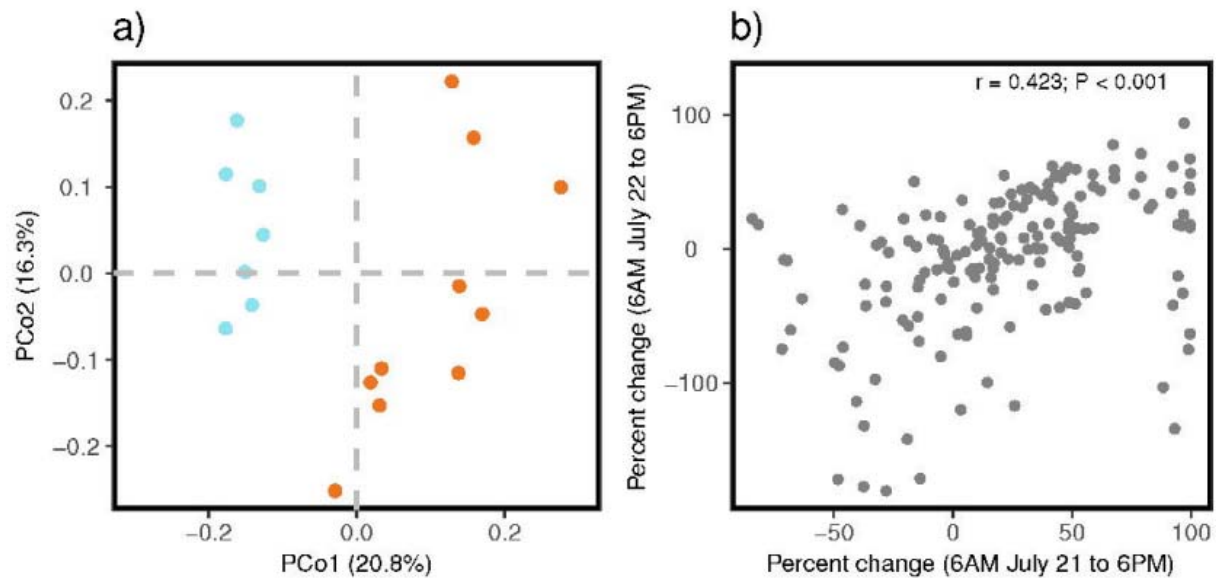 a)
PCo2 (16.3%)
0.2
0.1
0.0
−0.1
−0.2
−0.2
0.0
0.2
PCo1 (20.8%)
b)
Percent change (6AM July 22 to 6PM)
r = 0.423; P < 0.001
100
0
−100
−50
0
50
100
Percent change (6AM July 21 to 6PM)